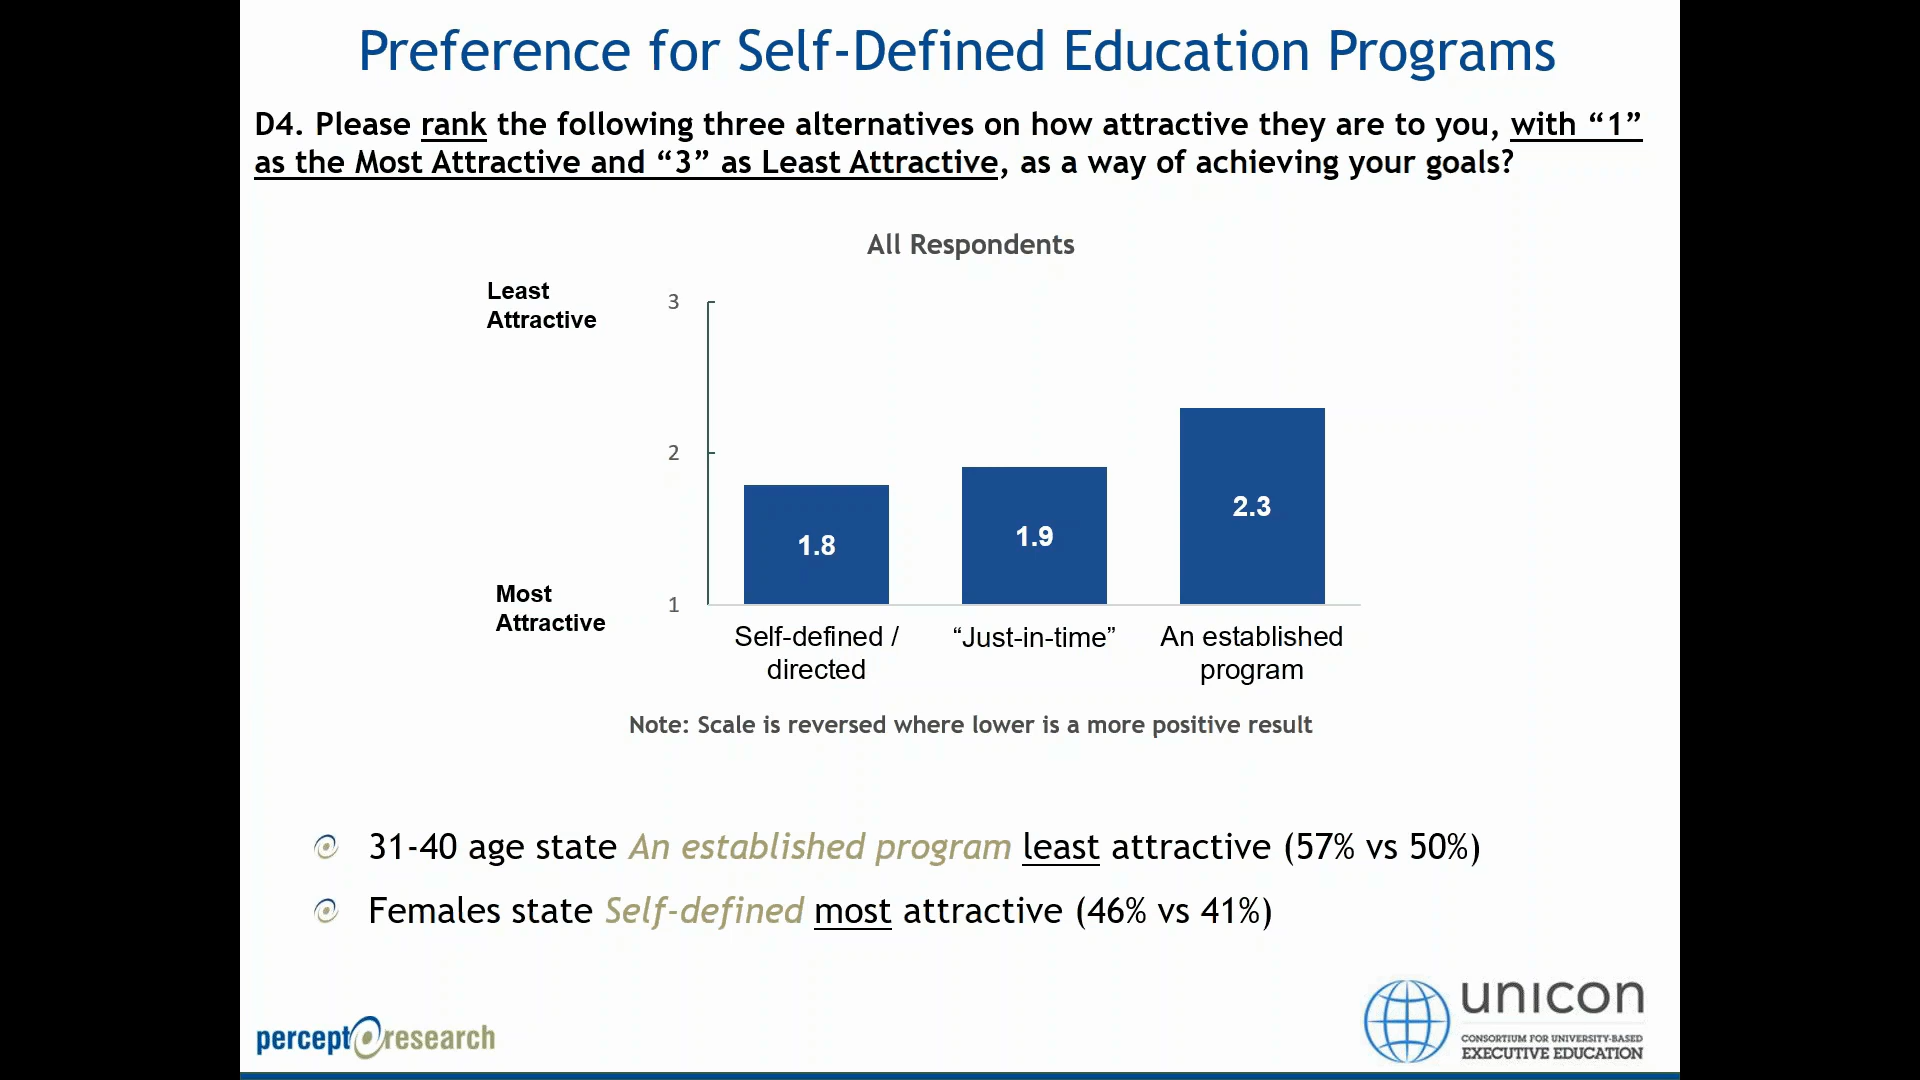 Preference for Self-Defined Education Programs
D4. Please rank the following three alternatives on how attractive they are to you, with “1”
as the Most Attractive and “3” as Least Attractive, as a way of achieving your goals?
All Respondents
Least
Attractive
3
2
1
Most
Attractive
1.8
1.9
2.3
Self-defined /
directed
“Just-in-time”
An established
program
Note: Scale is reversed where lower is a more positive result
31-40 age state An established program least attractive (57% vs 50%)
Females state Self-defined most attractive (46% vs 41%)
percept research
unicon
CONSORTIUM FOR UNIVERSITY-BASED
EXECUTIVE EDUCATION